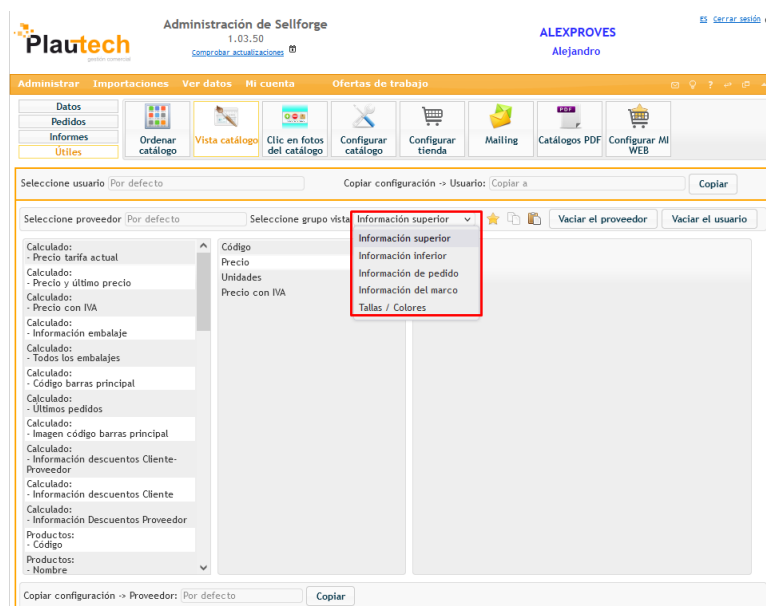 Plautech
gestión comercial
Administración de Sellforge
1.03.50
Comprobar actualizaciones
ALEXPROVES
Alejandro
ES Cerrar sesión
Administrar Importaciones Ver datos Mi cuenta Ofertas de trabajo
Datos
Pedidos
Informes
Útiles
Ordenar
catálogo
Vista catálogo
Clic en fotos
del catálogo
Configurar
catálogo
Configurar
tienda
Mailing
PDF
Catálogos PDF
Configurar MI
WEB
Seleccione usuario Por defecto
Copiar configuración -> Usuario: Copiar a
Copiar
Seleccione proveedor Por defecto
Seleccione grupo vista Información superior
Vaciar el proveedor
Vaciar el usuario
Información superior
Información inferior
Información de pedido
Información del marco
Tallas / Colores
Calculado:
- Precio tarifa actual
Calculado:
- Precio y último precio
Calculado:
- Precio con IVA
Calculado:
- Información embalaje
Calculado:
- Todos los embalajes
Calculado:
- Código barras principal
Calculado:
- Últimos pedidos
Calculado:
- Imagen código barras principal
Calculado:
- Información descuentos Cliente-
Proveedor
Calculado:
- Información descuentos Cliente
Calculado:
- Información Descuentos Proveedor
Productos:
- Código
Productos:
- Nombre
Código
Precio
Unidades
Precio con IVA
Copiar configuración -> Proveedor: Por defecto
Copiar